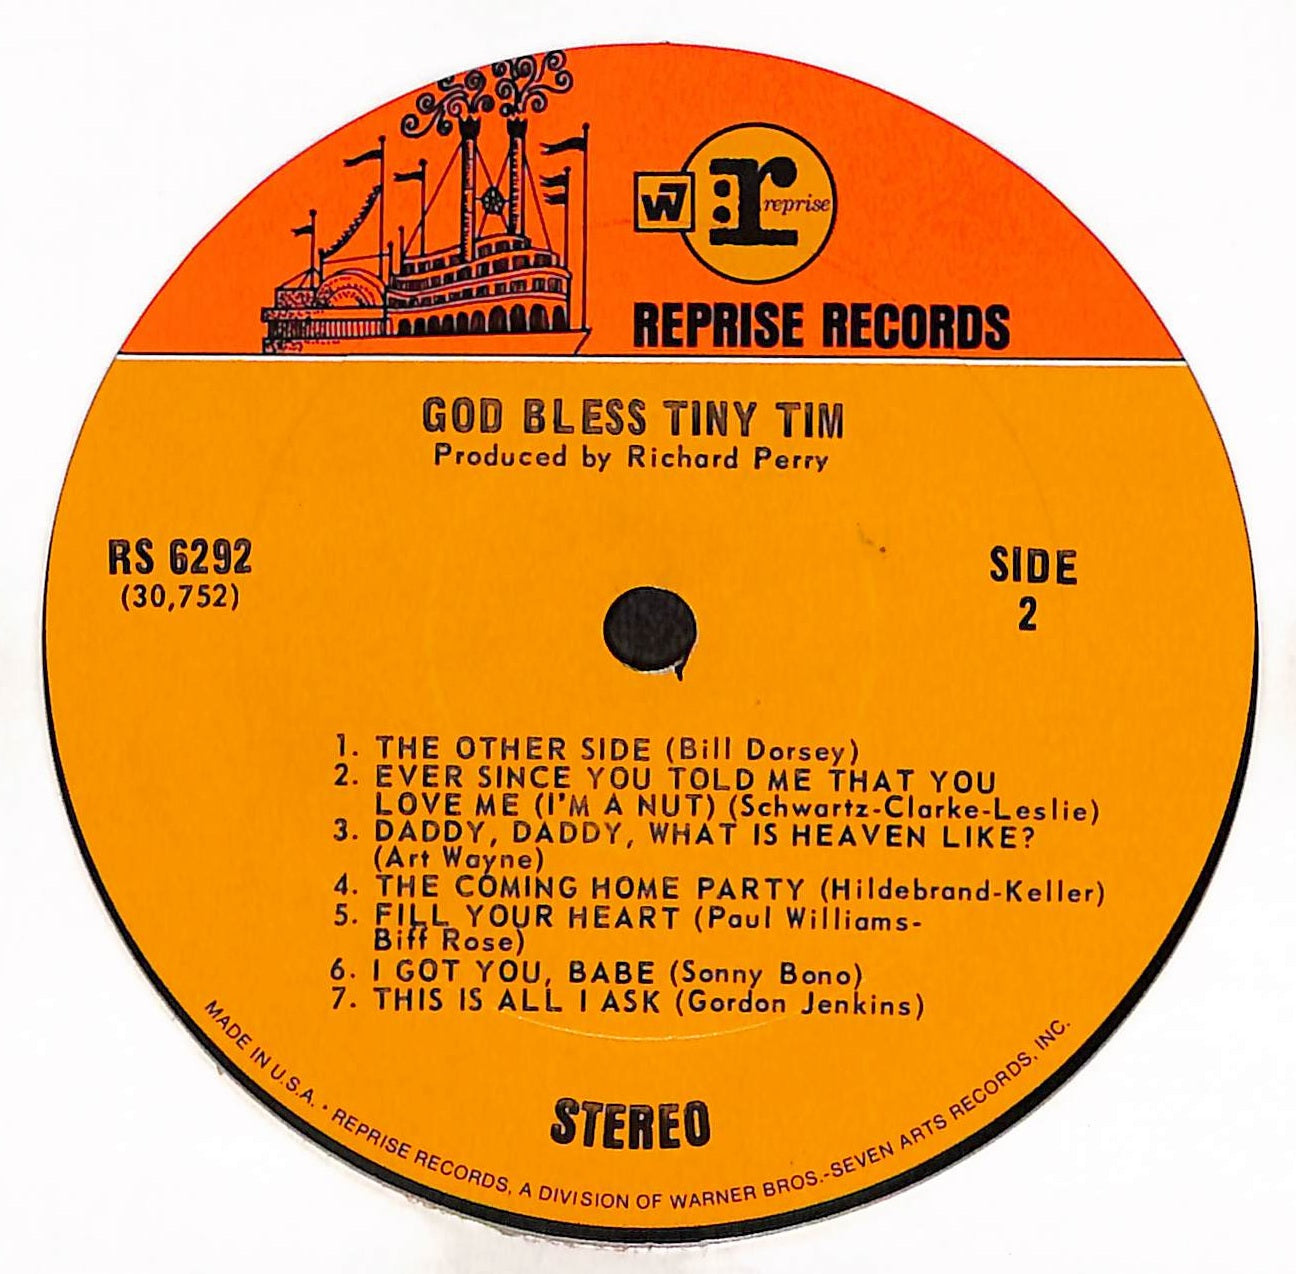 W7
:r
reprise
REPRISE RECORDS
GOD BLESS TINY TIM
Produced by Richard Perry
RS 6292
(30,752)
SIDE
2
1. THE OTHER SIDE (Bill Dorsey)
2. EVER SINCE YOU TOLD ME THAT YOU
LOVE ME (I'M A NUT) (Schwartz-Clarke-Leslie)
3. DADDY, DADDY, WHAT IS HEAVEN LIKE?
(Art Wayne)
4. THE COMING HOME PARTY (Hildebrand-Keller)
5. FILL YOUR HEART (Paul Williams-
Biff Rose)
6. I GOT YOU, BABE (Sonny Bono)
7. THIS IS ALL I ASK (Gordon Jenkins)
STEREO
MADE IN U.S.A. • REPRISE RECORDS, A DIVISION OF WARNER BROS.-SEVEN ARTS RECORDS, INC.